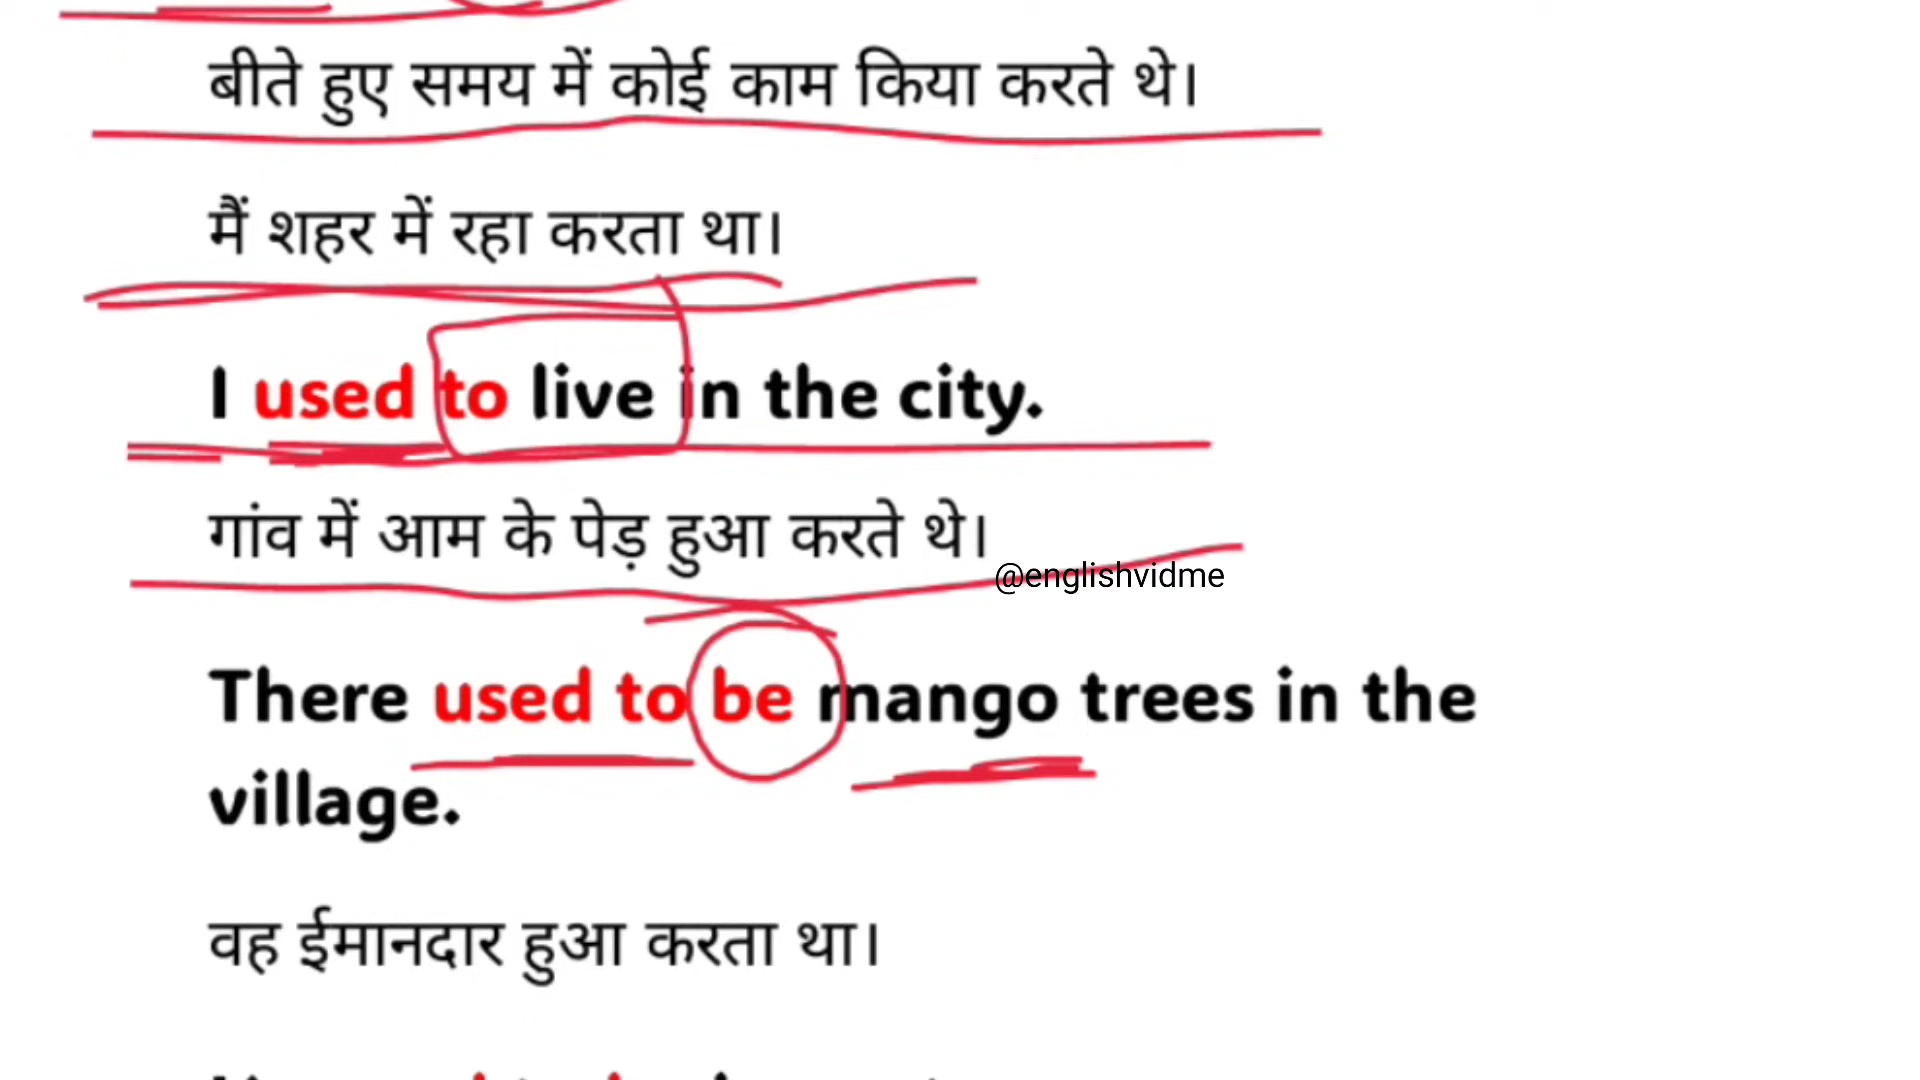 बीते हुए समय में कोई काम किया करते थे।
मैं शहर में रहा करता था।
I used to live in the city.
गांव में आम के पेड़ हुआ करते थे।
@englishvidme
There used to be mango trees in the
village.
वह ईमानदार हुआ करता था।